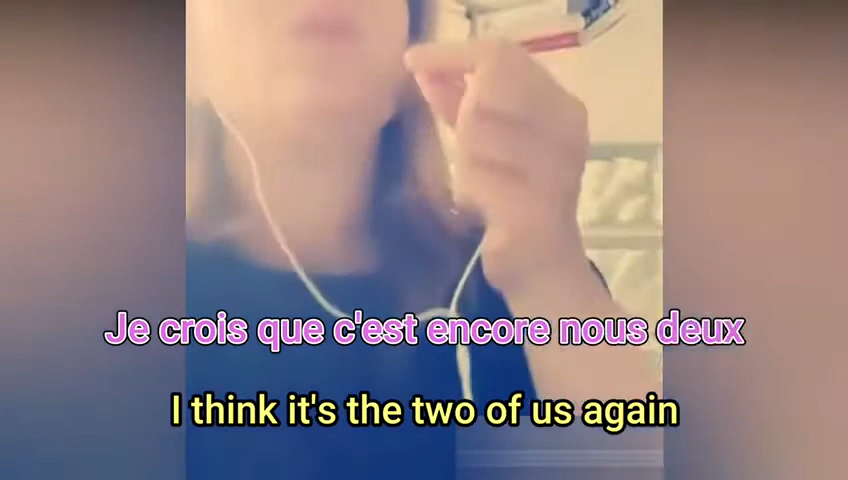 Je crois que c'est encore nous deux
I think it's the two of us again